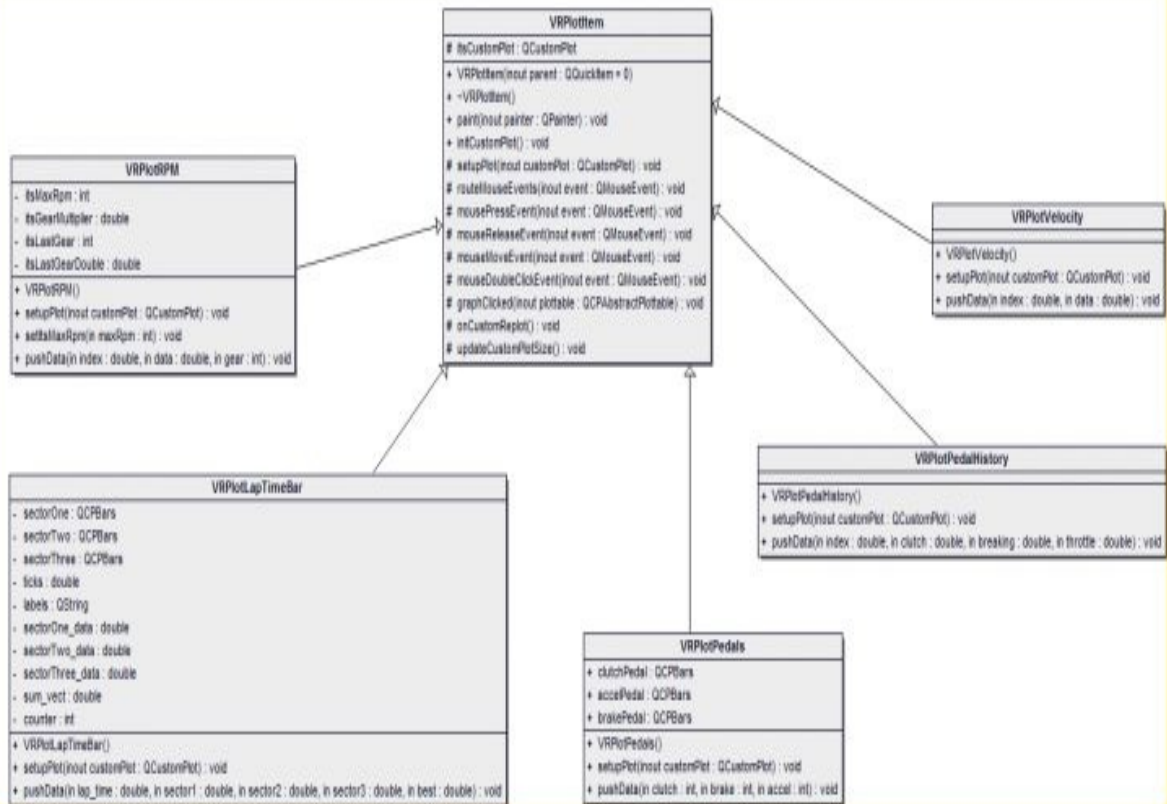 VRPlotItem
# itsCustomPlot : QCustomPlot
+ VRPlotItem(inout parent : QQuickItem = 0)
+ ~VRPlotItem()
+ paint(inout painter : QPainter) : void
+ initCustomPlot() : void
# setupPlot(inout customPlot : QCustomPlot) : void
# routeMouseEvents(inout event : QMouseEvent) : void
# mousePressEvent(inout event : QMouseEvent) : void
# mouseReleaseEvent(inout event : QMouseEvent) : void
# mouseMoveEvent(inout event : QMouseEvent) : void
# mouseDoubleClickEvent(inout event : QMouseEvent) : void
# graphClicked(inout plottable : QCPAbstractPlottable) : void
# onCustomReplot() : void
# updateCustomPlotSize() : void
VRPlotRPM
- itsMaxRpm : int
- itsGearMultipler : double
- itsLastGear : int
- itsLastGearDouble : double
+ VRPlotRPM()
+ setupPlot(inout customPlot : QCustomPlot) : void
+ setItsMaxRpm(in maxRpm : int) : void
+ pushData(in index : double, in data : double, in gear : int) : void
VRPlotVelocity
+ VRPlotVelocity()
+ setupPlot(inout customPlot : QCustomPlot) : void
+ pushData(in index : double, in data : double) : void
VRPlotPedalHistory
+ VRPlotPedalHistory()
+ setupPlot(inout customPlot : QCustomPlot) : void
+ pushData(in index : double, in clutch : double, in breaking : double, in throttle : double) : void
VRPlotLapTimeBar
- sectorOne : QCPBars
- sectorTwo : QCPBars
- sectorThree : QCPBars
- ticks : double
- labels : QString
- sectorOne_data : double
- sectorTwo_data : double
- sectorThree_data : double
- sum_vect : double
- counter : int
+ VRPlotLapTimeBar()
+ setupPlot(inout customPlot : QCustomPlot) : void
+ pushData(in lap_time : double, in sector1 : double, in sector2 : double, in sector3 : double, in best : double) : void
VRPlotPedals
+ clutchPedal : QCPBars
+ accelPedal : QCPBars
+ brakePedal : QCPBars
+ VRPlotPedals()
+ setupPlot(inout customPlot : QCustomPlot) : void
+ pushData(in clutch : int, in brake : int, in accel : int) : void